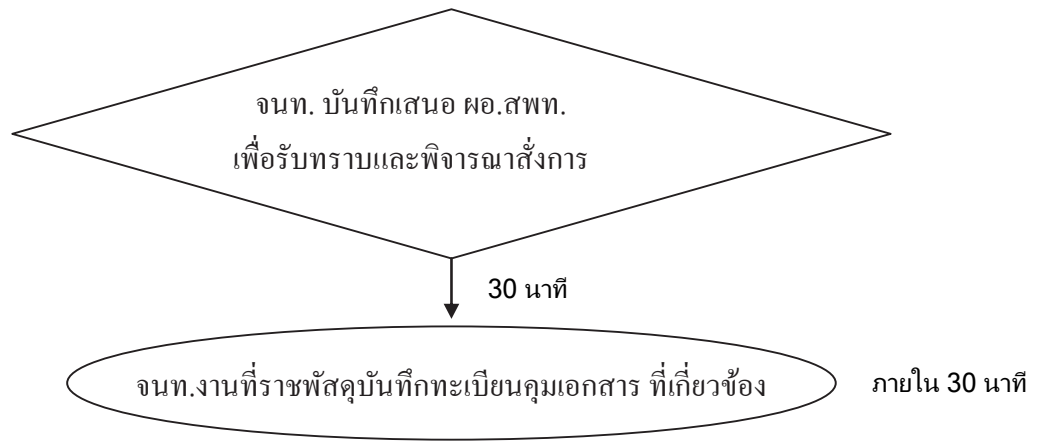 จนท. บันทึกเสนอ ผอ.สพท.
เพื่อรับทราบและพิจารณาสั่งการ
30 นาที
จนท.งานที่ราชพัสดุบันทึกทะเบียนคุมเอกสาร ที่เกี่ยวข้อง
ภายใน 30 นาที